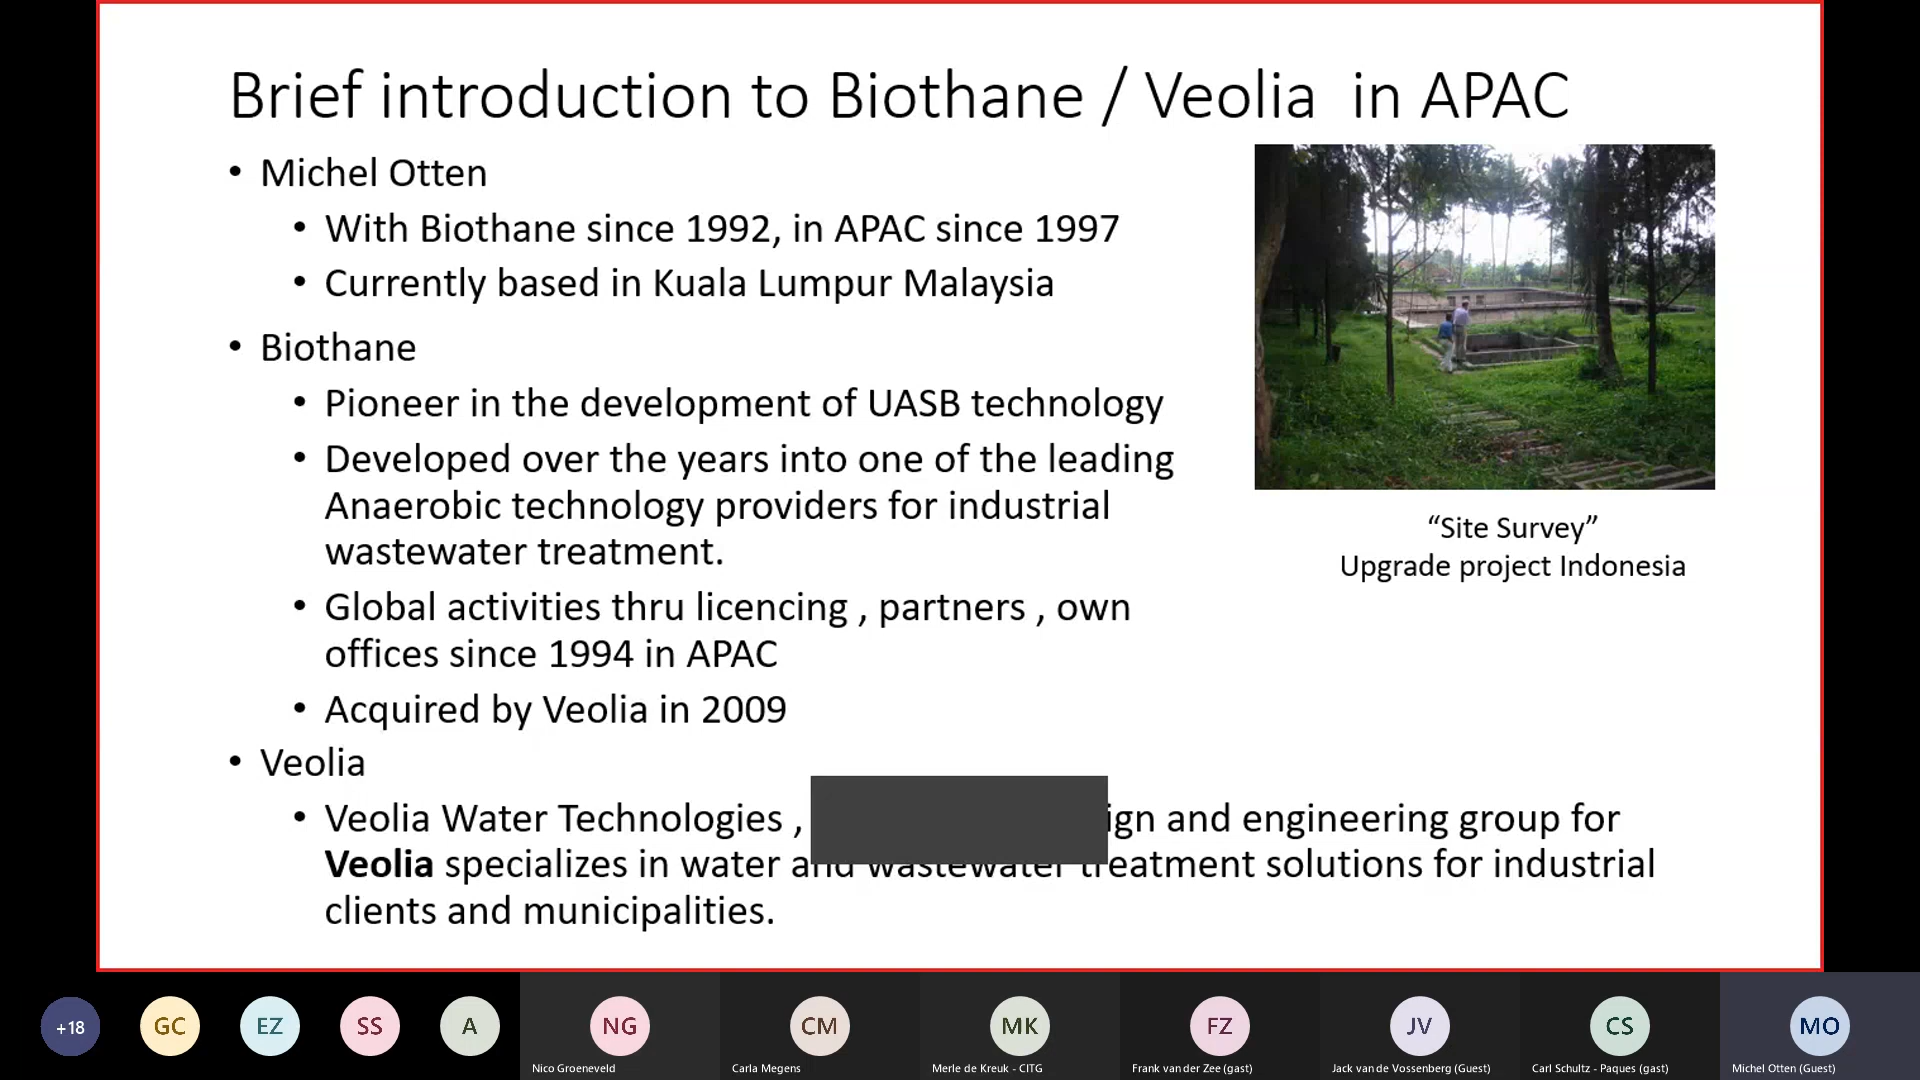 Brief introduction to Biothane / Veolia in APAC
• Michel Otten
• With Biothane since 1992, in APAC since 1997
• Currently based in Kuala Lumpur Malaysia
• Biothane
• Pioneer in the development of UASB technology
• Developed over the years into one of the leading
Anaerobic technology providers for industrial
wastewater treatment.
• Global activities thru licencing , partners , own
offices since 1994 in APAC
• Acquired by Veolia in 2009
• Veolia
• Veolia Water Technologies , and engineering group for
Veolia specializes in water and wastewater treatment solutions for industrial
clients and municipalities.
“Site Survey”
Upgrade project Indonesia
+18 GC EZ SS A NG CM MK FZ JV CS MO
Nico Groeneveld Carla Megens Merle de Kreuk - CITG Frank van der Zee (gast) Jack van de Vossenberg (Guest) Carl Schultz - Paques (gast) Michel Otten (Guest)